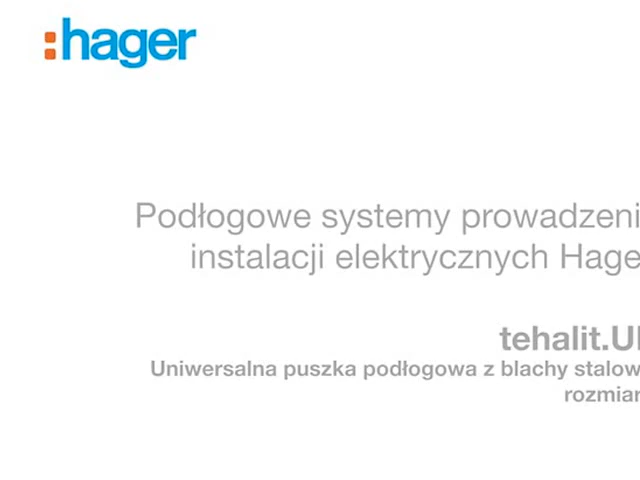 :hager
Podłogowe systemy prowadzeni
instalacji elektrycznych Hage
tehalit.U
Uniwersalna puszka podłogowa z blachy stalow
rozmiar